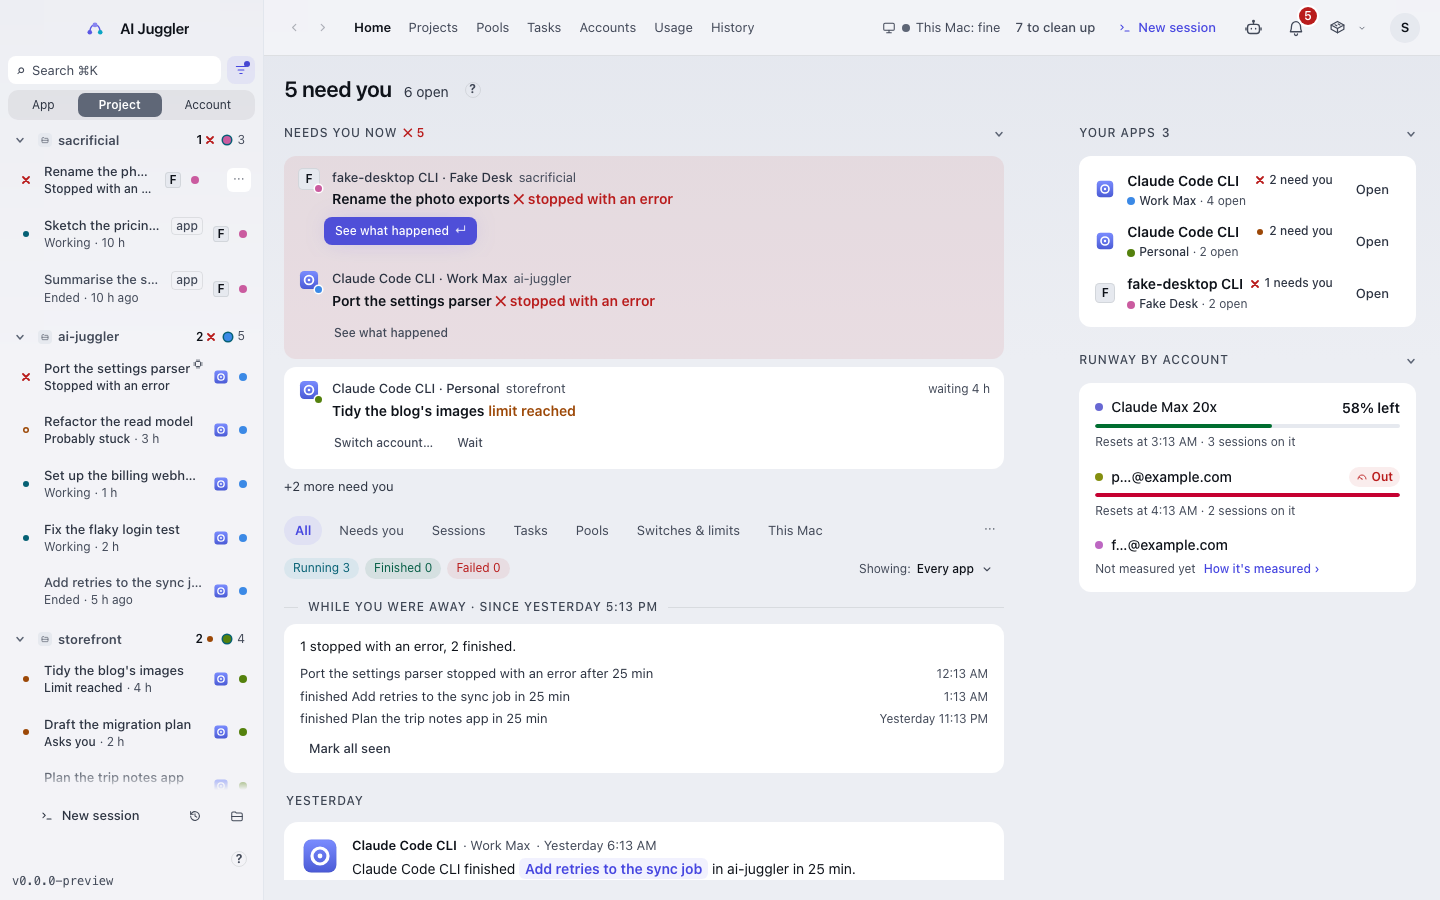 AI Juggler
Search ⌘K
App
Project
Account
sacrificial
1
3
Rename the ph...
Stopped with an ...
F
...
Sketch the pricin...
app
Working · 10 h
F
Summarise the s...
app
Ended · 10 h ago
F
ai-juggler
2
5
Port the settings parser
Stopped with an error
Refactor the read model
Probably stuck · 3 h
Set up the billing webh...
Working · 1 h
Fix the flaky login test
Working · 2 h
Add retries to the sync j...
Ended · 5 h ago
storefront
2
4
Tidy the blog's images
Limit reached · 4 h
Draft the migration plan
Asks you · 2 h
Plan the trip notes app
New session
?
v0.0.0-preview
Home
Projects
Pools
Tasks
Accounts
Usage
History
This Mac: fine
7 to clean up
New session
5
S
5 need you
6 open
?
NEEDS YOU NOW
5
F
fake-desktop CLI · Fake Desk sacrificial
Rename the photo exports stopped with an error
See what happened
Claude Code CLI · Work Max ai-juggler
Port the settings parser stopped with an error
See what happened
Claude Code CLI · Personal storefront
waiting 4 h
Tidy the blog's images limit reached
Switch account...
Wait
+2 more need you
All
Needs you
Sessions
Tasks
Pools
Switches & limits
This Mac
...
Running 3
Finished 0
Failed 0
Showing: Every app
WHILE YOU WERE AWAY · SINCE YESTERDAY 5:13 PM
1 stopped with an error, 2 finished.
Port the settings parser stopped with an error after 25 min
12:13 AM
finished Add retries to the sync job in 25 min
1:13 AM
finished Plan the trip notes app in 25 min
Yesterday 11:13 PM
Mark all seen
YESTERDAY
Claude Code CLI · Work Max · Yesterday 6:13 AM
Claude Code CLI finished Add retries to the sync job in ai-juggler in 25 min.
YOUR APPS 3
Claude Code CLI
2 need you
Work Max · 4 open
Open
Claude Code CLI
2 need you
Personal · 2 open
Open
F
fake-desktop CLI
1 needs you
Fake Desk · 2 open
Open
RUNWAY BY ACCOUNT
Claude Max 20x
58% left
Resets at 3:13 AM · 3 sessions on it
p...@example.com
Out
Resets at 4:13 AM · 2 sessions on it
f...@example.com
Not measured yet
How it's measured ›